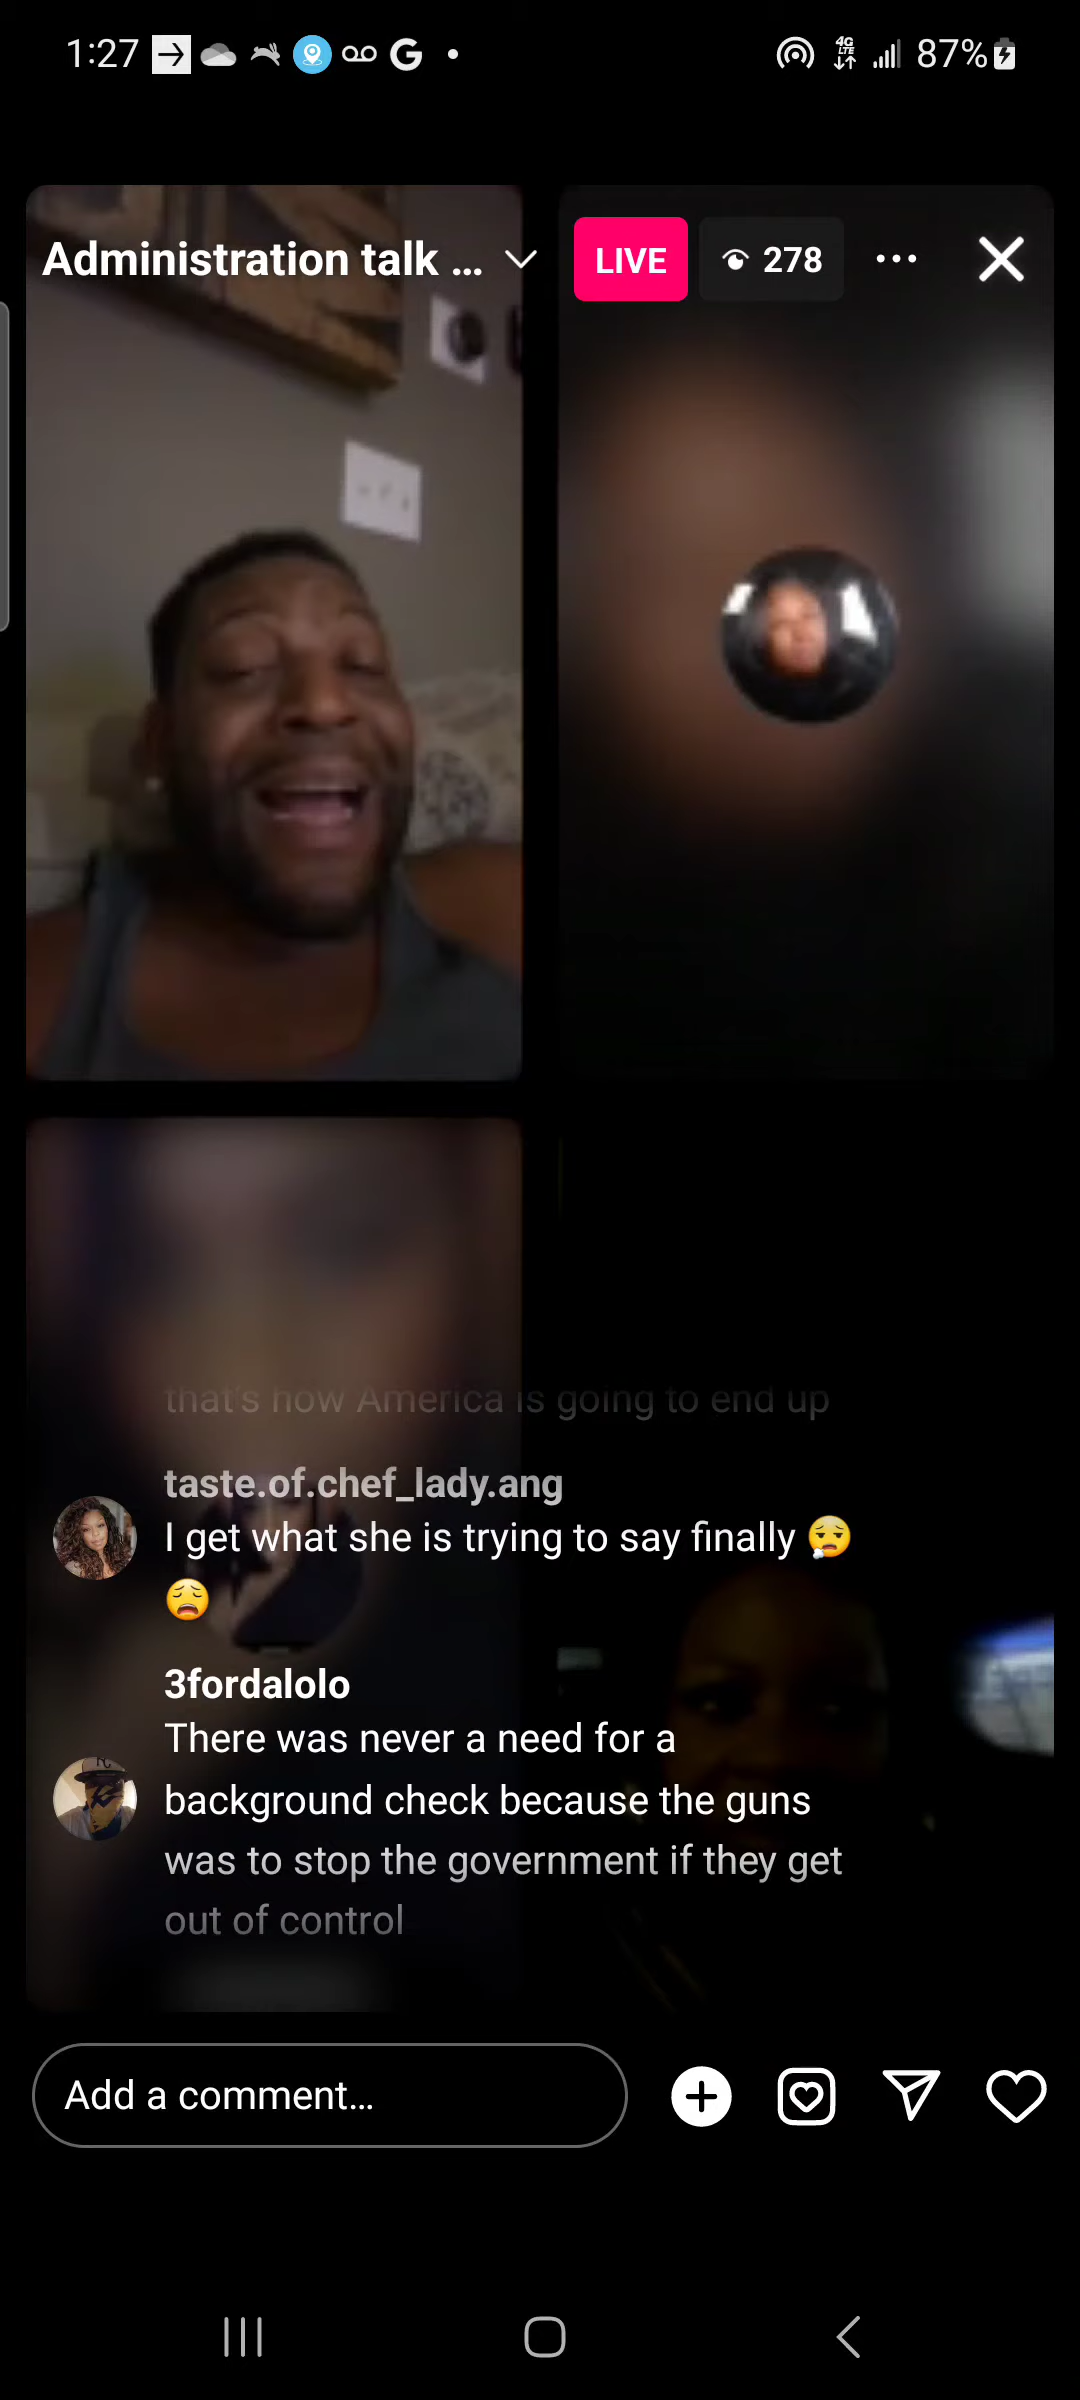 1:27
4G
LTE
87%
Administration talk ...
LIVE
278
that's how America is going to end up
taste.of.chef_lady.ang
I get what she is trying to say finally 😮‍💨
😩
3fordalolo
There was never a need for a
background check because the guns
was to stop the government if they get
out of control
Add a comment...